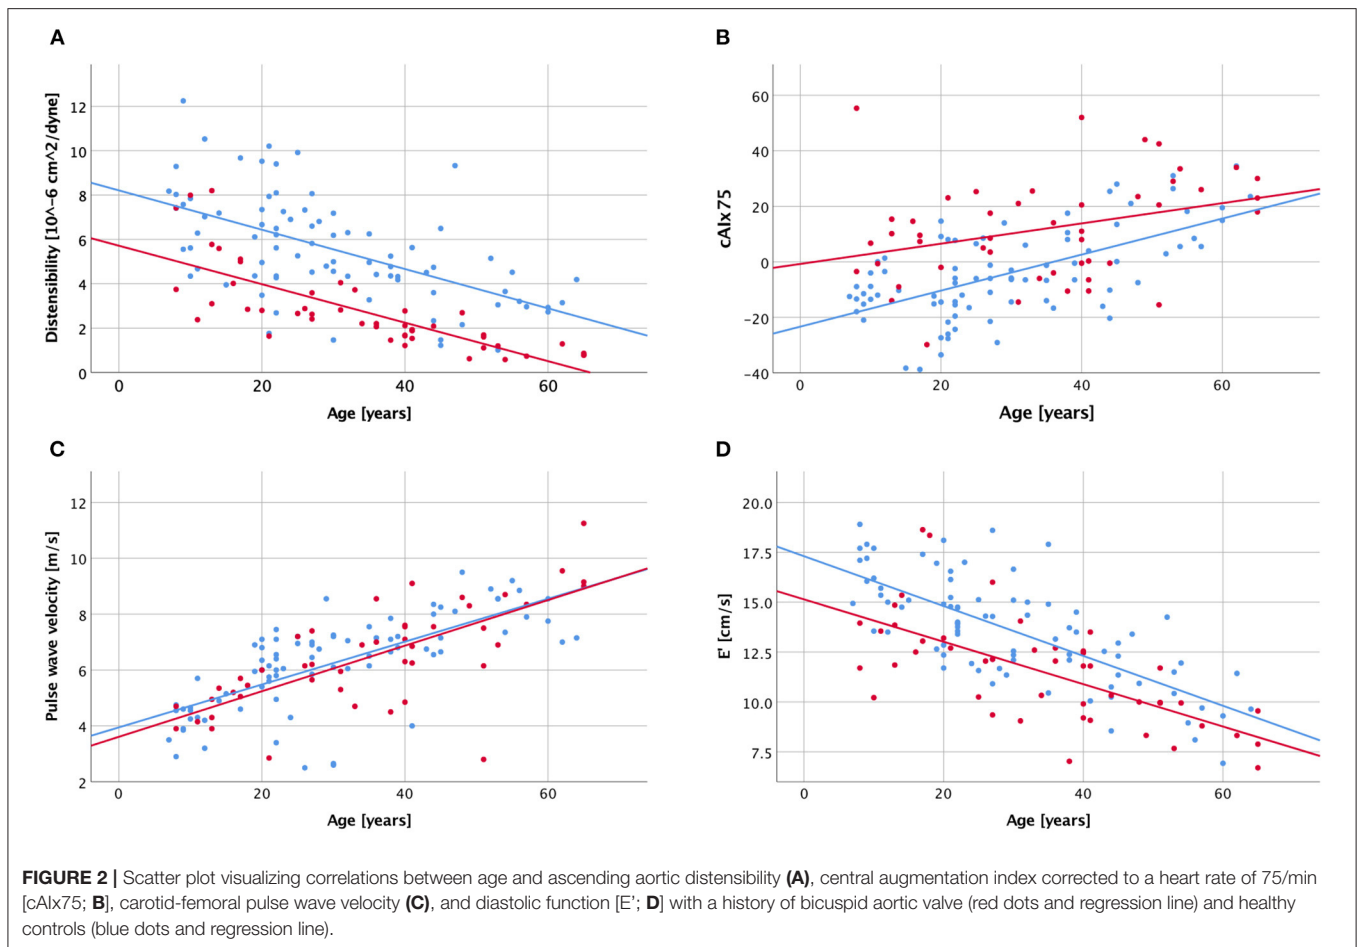 A
Distensibility [10^-6 cm^2/dyne]
12
10
8
6
4
2
0
0 20 40 60
Age [years]
B
cAIx75
60
40
20
0
-20
-40
0 20 40 60
Age [years]
C
Pulse wave velocity [m/s]
12
10
8
6
4
2
0 20 40 60
Age [years]
D
E' [cm/s]
20.0
17.5
15.0
12.5
10.0
7.5
0 20 40 60
Age [years]
FIGURE 2 | Scatter plot visualizing correlations between age and ascending aortic distensibility (A), central augmentation index corrected to a heart rate of 75/min
[cAIx75; B], carotid-femoral pulse wave velocity (C), and diastolic function [E'; D] with a history of bicuspid aortic valve (red dots and regression line) and healthy
controls (blue dots and regression line).